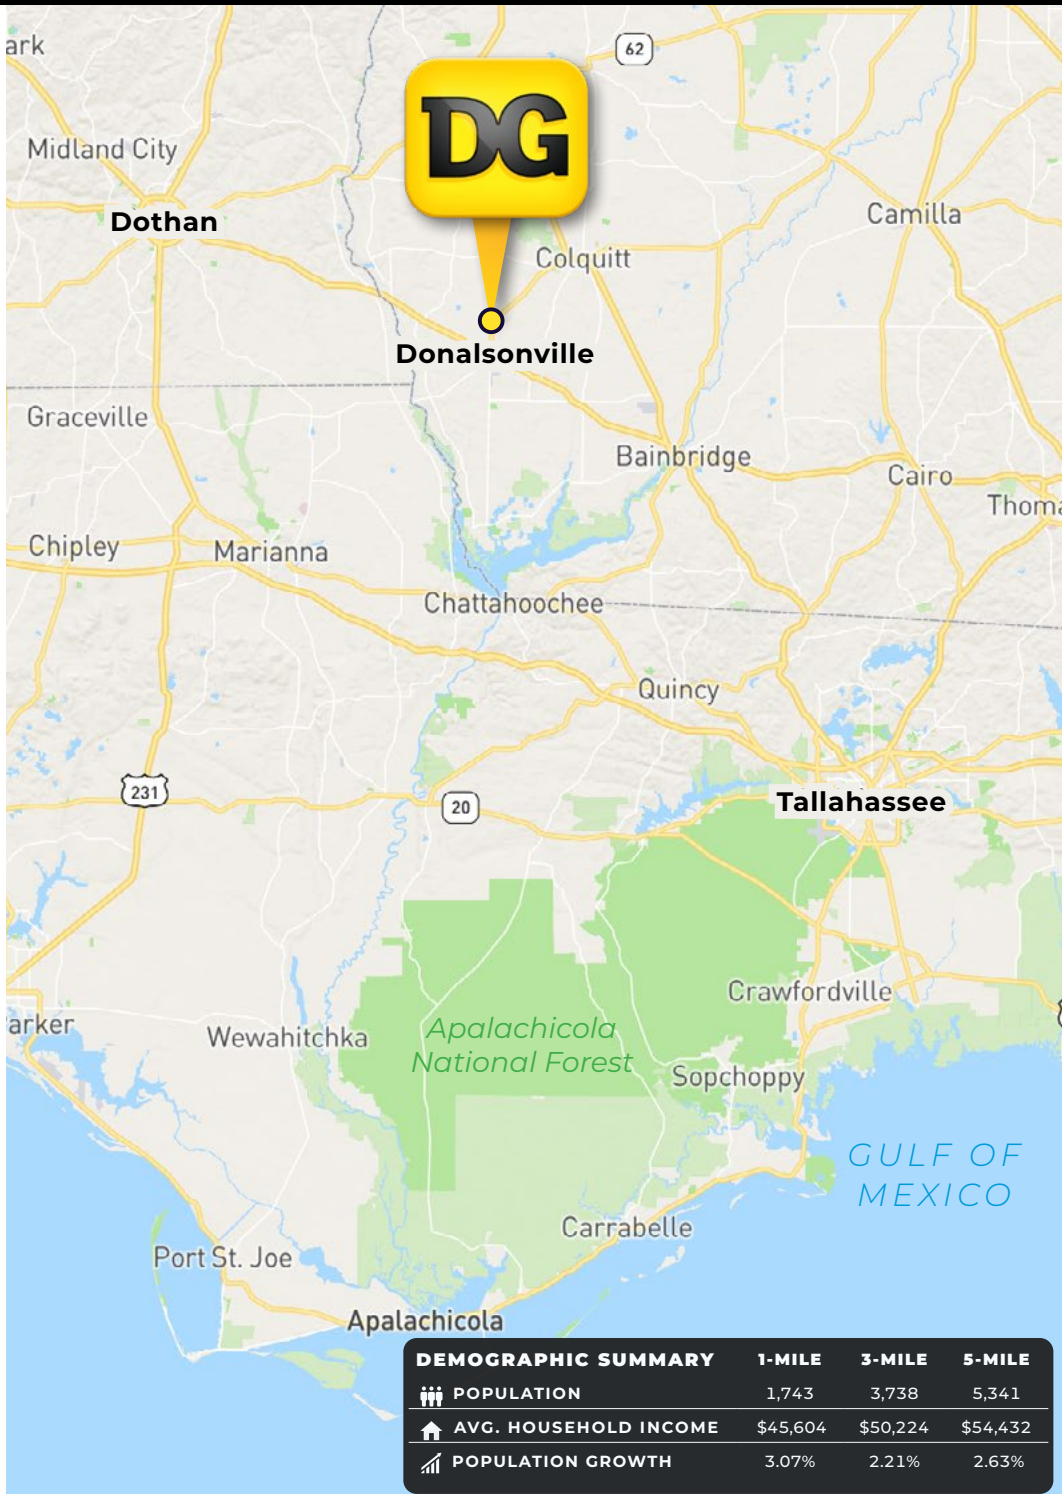 ark
62
DG
Midland City
Dothan
Camilla
Colquitt
Donalsonville
Graceville
Bainbridge
Cairo
Thoma
Chipley
Marianna
Chattahoochee
Quincy
231
20
Tallahassee
Crawfordville
arker
Wewahitchka
Apalachicola
National Forest
Sopchoppy
GULF OF
MEXICO
Carrabelle
Port St. Joe
Apalachicola
DEMOGRAPHIC SUMMARY 1-MILE 3-MILE 5-MILE
POPULATION 1,743 3,738 5,341
AVG. HOUSEHOLD INCOME $45,604 $50,224 $54,432
POPULATION GROWTH 3.07% 2.21% 2.63%